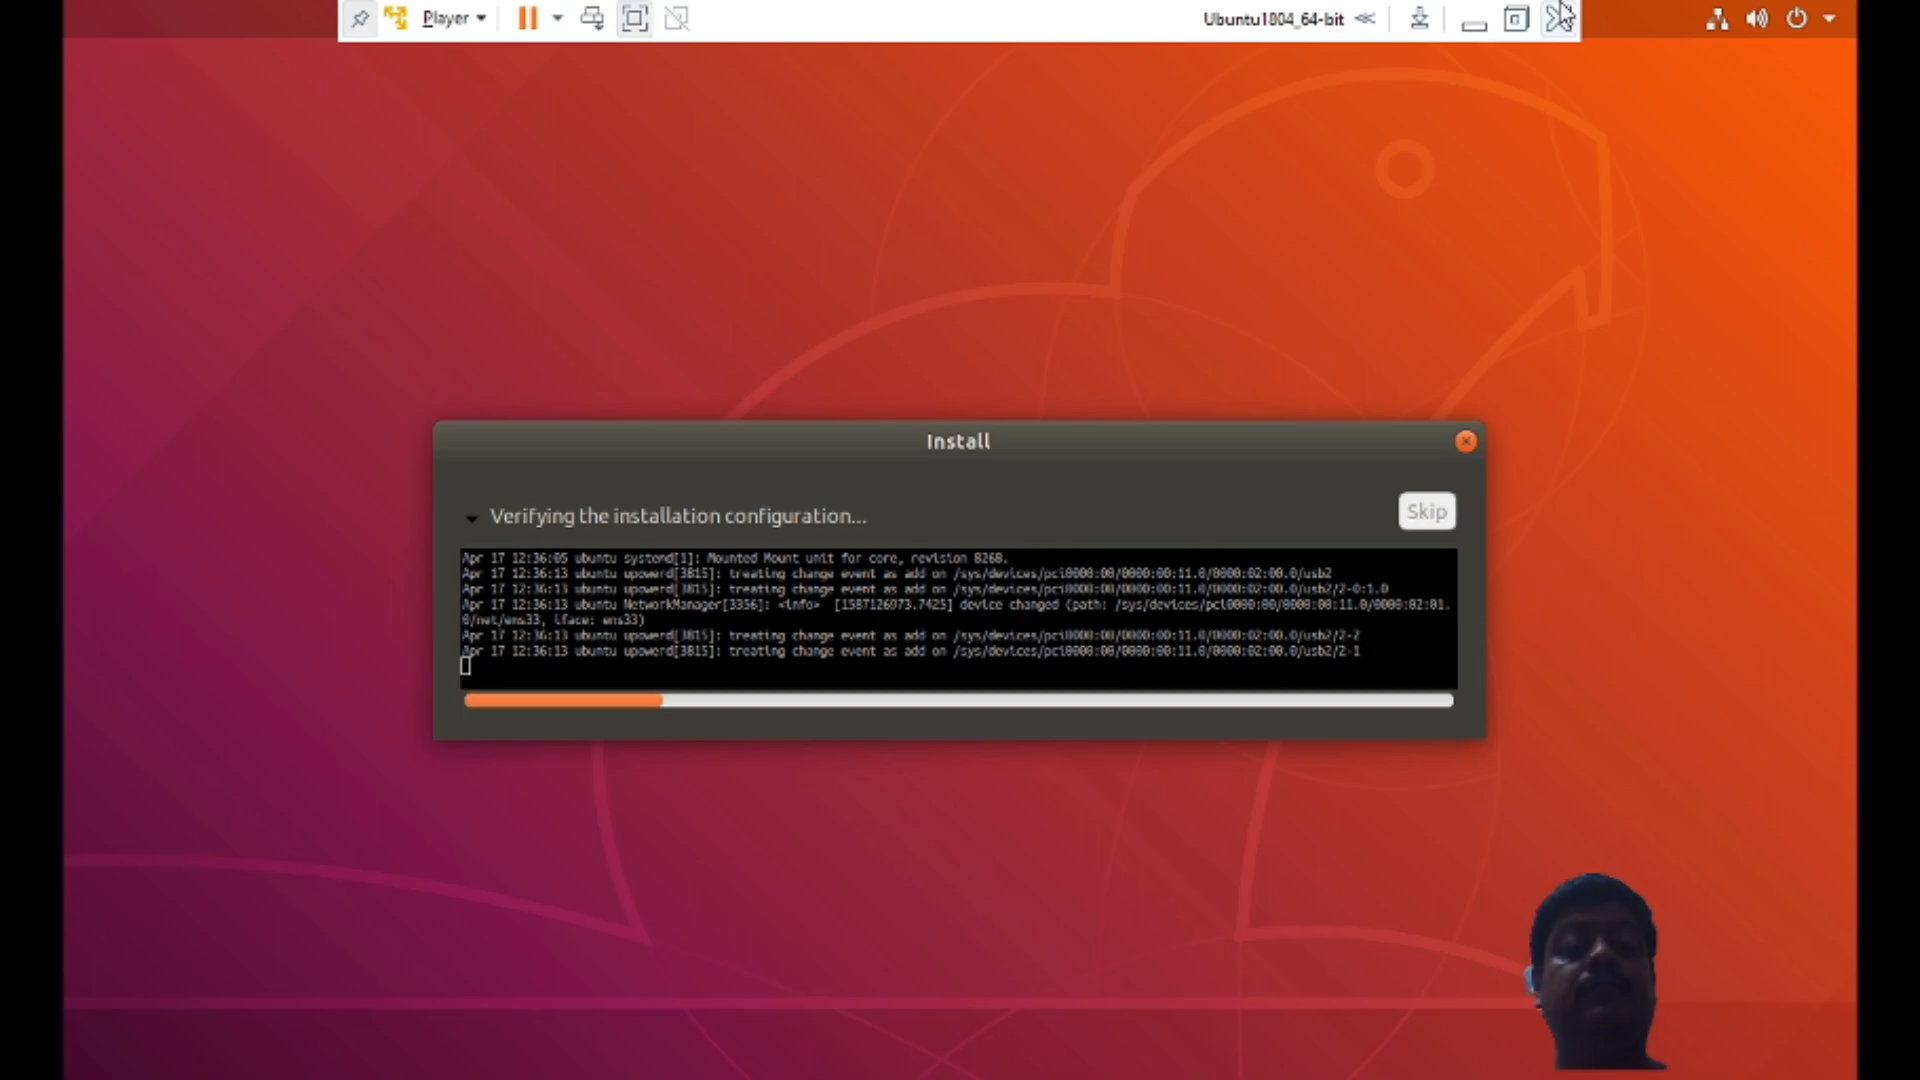 Player
Ubuntu1804_64-bit
Install
Verifying the installation configuration...
Skip
Apr 17 12:36:05 ubuntu systemd[1]: Mounted Mount unit for core, revision 8268.
Apr 17 12:36:13 ubuntu upowerd[3815]: treating change event as add on /sys/devices/pci0000:00/0000:00:11.0/0000:02:00.0/usb2
Apr 17 12:36:13 ubuntu upowerd[3815]: treating change event as add on /sys/devices/pci0000:00/0000:00:11.0/0000:02:00.0/usb2/2-0:1.0
Apr 17 12:36:13 ubuntu NetworkManager[3356]: <info>  [1587126973.7425] device changed (path: /sys/devices/pci0000:00/0000:00:11.0/0000:02:01.
0/net/ens33, iface: ens33)
Apr 17 12:36:13 ubuntu upowerd[3815]: treating change event as add on /sys/devices/pci0000:00/0000:00:11.0/0000:02:00.0/usb2/2-2
Apr 17 12:36:13 ubuntu upowerd[3815]: treating change event as add on /sys/devices/pci0000:00/0000:00:11.0/0000:02:00.0/usb2/2-1